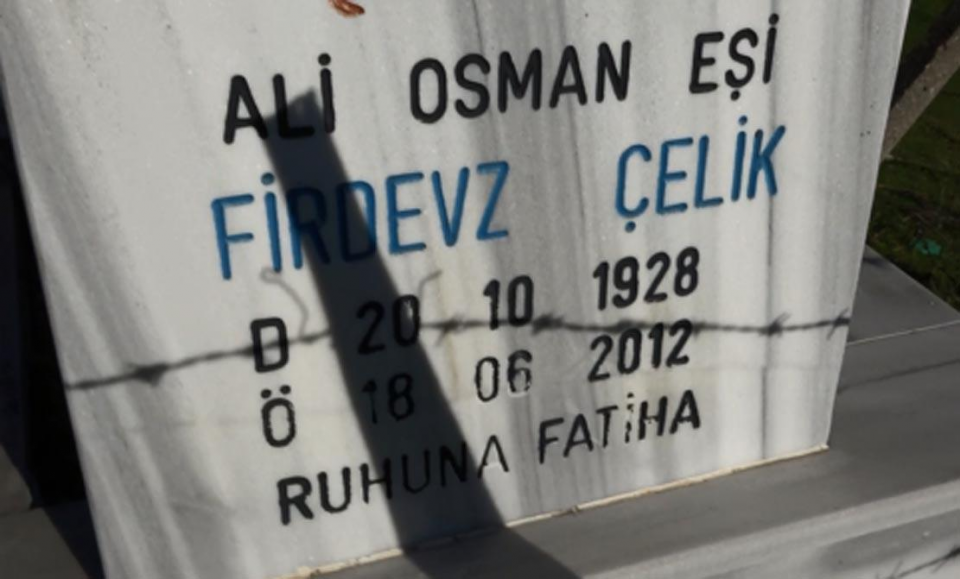 ALİ OSMAN EŞİ
FİRDEVZ ÇELİK
D 20 10 1928
Ö 18 06 2012
RUHUNA FATİHA